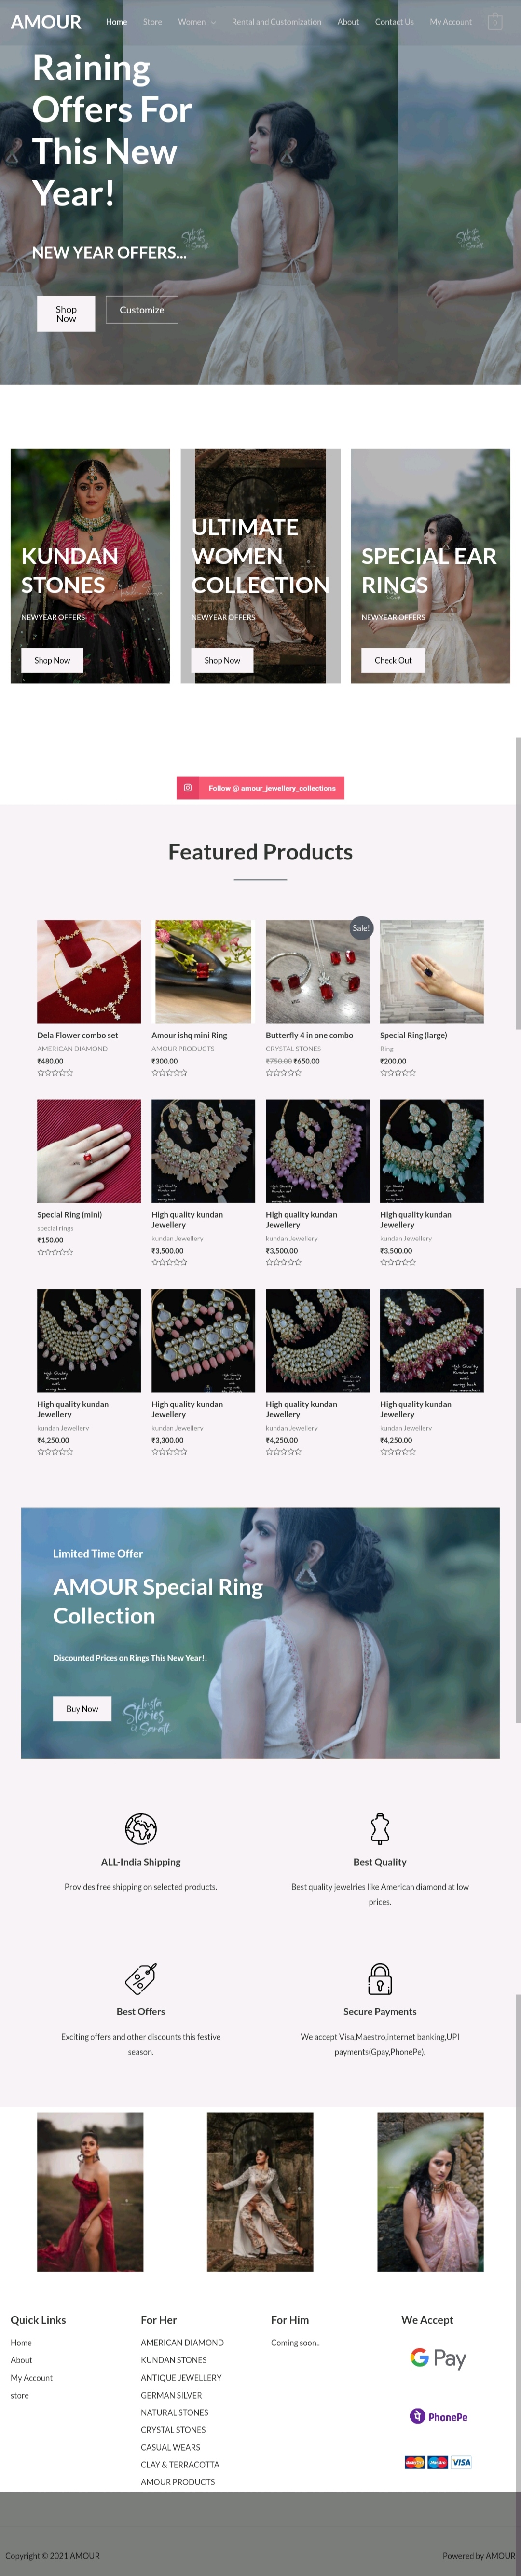 AMOUR
Home Store Women Rental and Customization About Contact Us My Account 0
Raining
Offers For
This New
Year!
NEW YEAR OFFERS...
Shop
Now
Customize
KUNDAN
STONES
NEWYEAR OFFERS
Shop Now
ULTIMATE
WOMEN
COLLECTION
NEWYEAR OFFERS
Shop Now
SPECIAL EAR
RINGS
NEWYEAR OFFERS
Check Out
Follow @ amour_jewellery_collections
Featured Products
Dela Flower combo set
AMERICAN DIAMOND
₹480.00
Amour ishq mini Ring
AMOUR PRODUCTS
₹300.00
Sale!
Butterfly 4 in one combo
CRYSTAL STONES
₹750.00 ₹650.00
Special Ring (large)
Ring
₹200.00
Special Ring (mini)
special rings
₹150.00
High quality kundan
Jewellery
kundan Jewellery
₹3,500.00
High quality kundan
Jewellery
kundan Jewellery
₹3,500.00
High quality kundan
Jewellery
kundan Jewellery
₹3,500.00
High quality kundan
Jewellery
kundan Jewellery
₹4,250.00
High quality kundan
Jewellery
kundan Jewellery
₹3,300.00
High quality kundan
Jewellery
kundan Jewellery
₹4,250.00
High quality kundan
Jewellery
kundan Jewellery
₹4,250.00
Limited Time Offer
AMOUR Special Ring
Collection
Discounted Prices on Rings This New Year!!
Buy Now
Insta
Stories
ALL-India Shipping
Provides free shipping on selected products.
Best Quality
Best quality jewelries like American diamond at low
prices.
Best Offers
Exciting offers and other discounts this festive
season.
Secure Payments
We accept Visa,Maestro,internet banking,UPI
payments(Gpay,PhonePe).
Quick Links
Home
About
My Account
store
For Her
AMERICAN DIAMOND
KUNDAN STONES
ANTIQUE JEWELLERY
GERMAN SILVER
NATURAL STONES
CRYSTAL STONES
CASUAL WEARS
CLAY & TERRACOTTA
AMOUR PRODUCTS
For Him
Coming soon..
We Accept
G Pay
PhonePe
VISA
Copyright © 2021 AMOUR
Powered by AMOUR